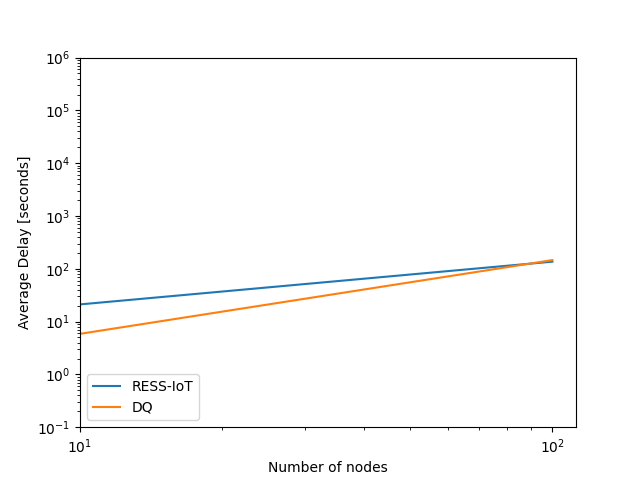 10⁶
10⁵
10⁴
10³
10²
10¹
10⁰
10⁻¹
Average Delay [seconds]
RESS-IoT
DQ
10¹
10²
Number of nodes